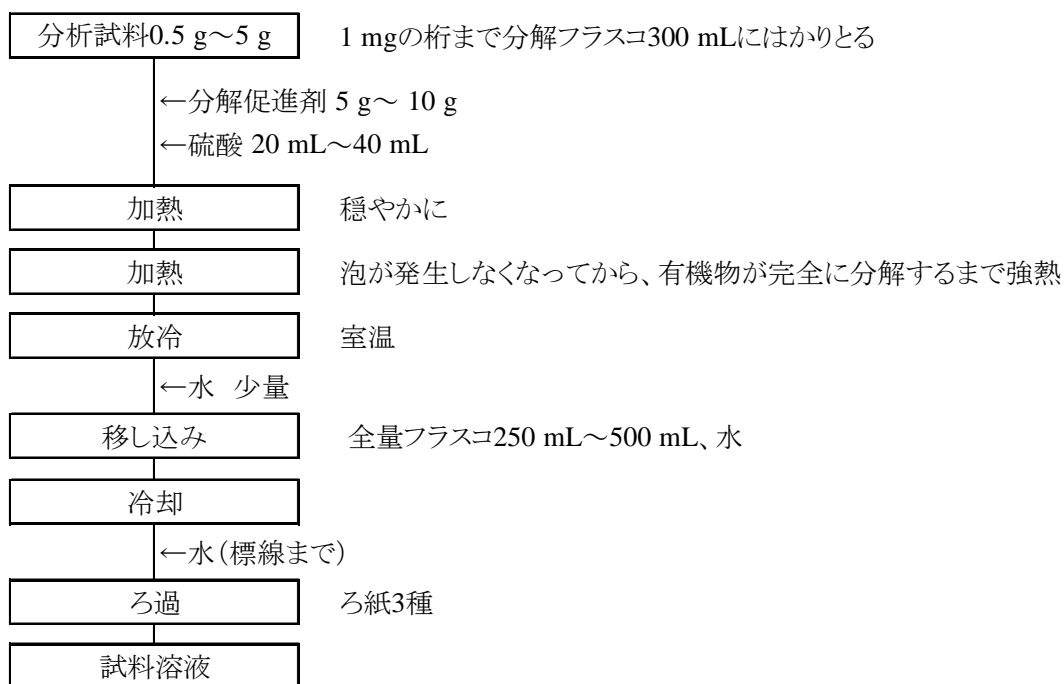 分析試料0.5 g～5 g 1 mgの桁まで分解フラスコ300 mLにはかりとる
←分解促進剤 5 g～ 10 g
←硫酸 20 mL～40 mL
加熱 穏やかに
加熱 泡が発生しなくなってから、有機物が完全に分解するまで強熱
放冷 室温
←水 少量
移し込み 全量フラスコ250 mL～500 mL、水
冷却
←水（標線まで）
ろ過 ろ紙3種
試料溶液